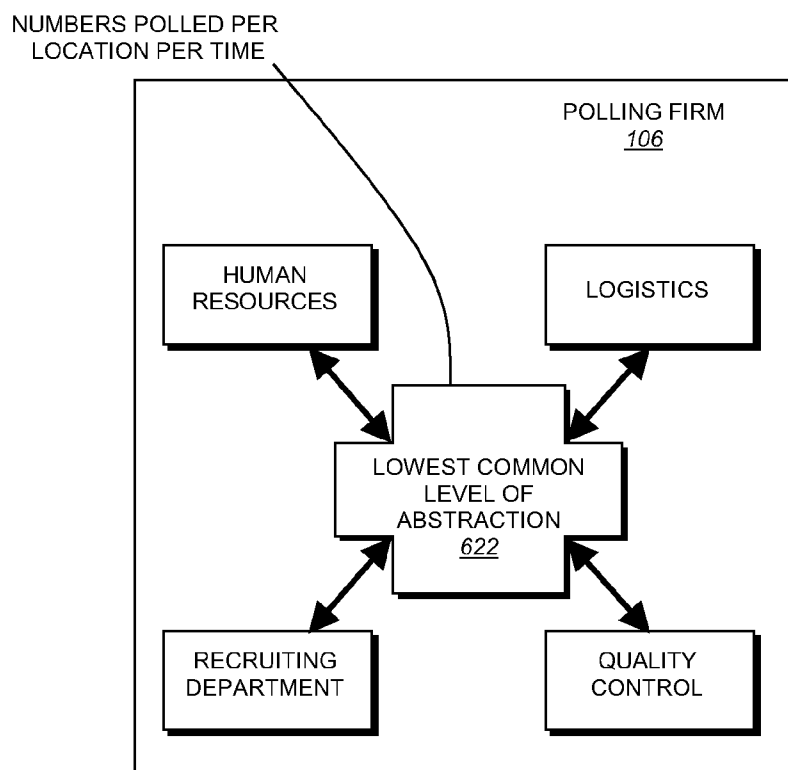 NUMBERS POLLED PER
LOCATION PER TIME
POLLING FIRM
106
HUMAN
RESOURCES
LOGISTICS
LOWEST COMMON
LEVEL OF
ABSTRACTION
622
RECRUITING
DEPARTMENT
QUALITY
CONTROL